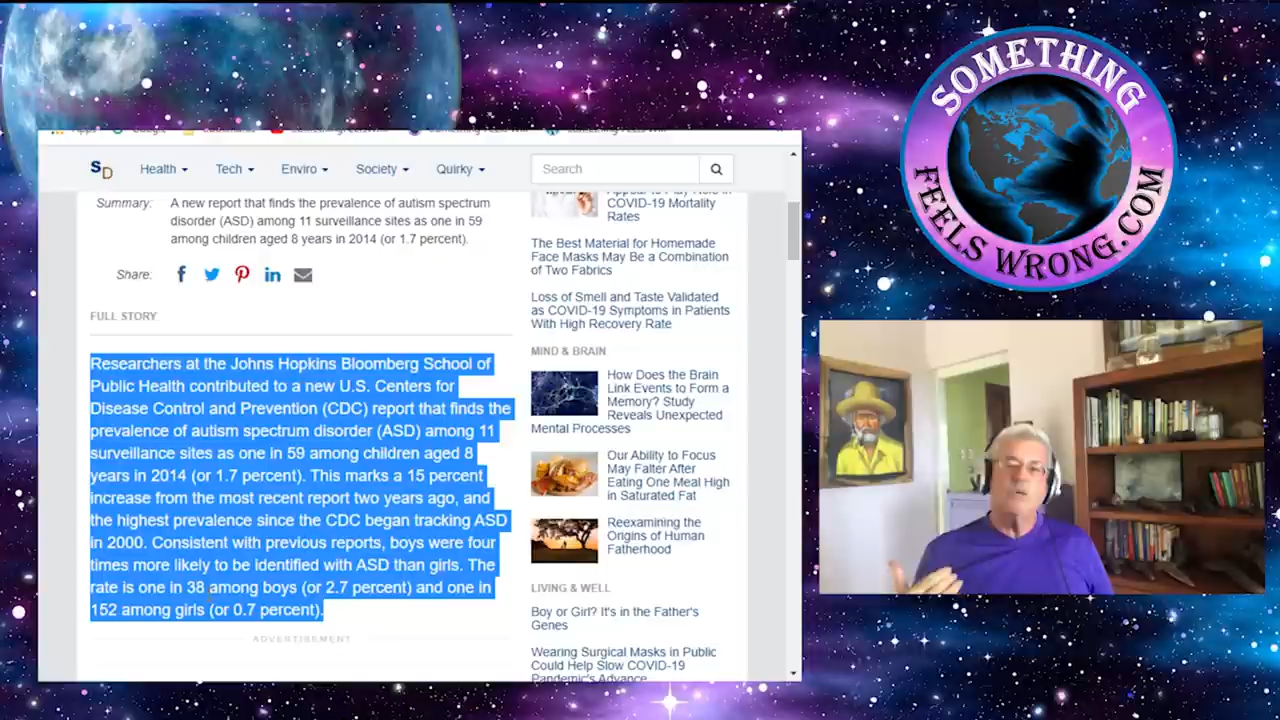 SOMETHING
FEELS WRONG.COM
SD
Health
Tech
Enviro
Society
Quirky
Search
Summary:
A new report that finds the prevalence of autism spectrum
disorder (ASD) among 11 surveillance sites as one in 59
among children aged 8 years in 2014 (or 1.7 percent).
Share:
FULL STORY
Researchers at the Johns Hopkins Bloomberg School of
Public Health contributed to a new U.S. Centers for
Disease Control and Prevention (CDC) report that finds the
prevalence of autism spectrum disorder (ASD) among 11
surveillance sites as one in 59 among children aged 8
years in 2014 (or 1.7 percent). This marks a 15 percent
increase from the most recent report two years ago, and
the highest prevalence since the CDC began tracking ASD
in 2000. Consistent with previous reports, boys were four
times more likely to be identified with ASD than girls. The
rate is one in 38 among boys (or 2.7 percent) and one in
152 among girls (or 0.7 percent).
ADVERTISEMENT
COVID-19 Mortality
Rates
The Best Material for Homemade
Face Masks May Be a Combination
of Two Fabrics
Loss of Smell and Taste Validated
as COVID-19 Symptoms in Patients
With High Recovery Rate
MIND & BRAIN
How Does the Brain
Link Events to Form a
Memory? Study
Reveals Unexpected
Mental Processes
Our Ability to Focus
May Falter After
Eating One Meal High
in Saturated Fat
Reexamining the
Origins of Human
Fatherhood
LIVING & WELL
Boy or Girl? It's in the Father's
Genes
Wearing Surgical Masks in Public
Could Help Slow COVID-19
Pandemic's Advance